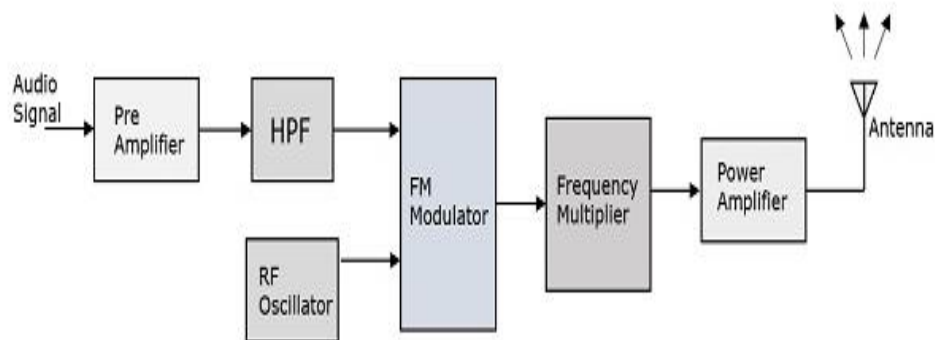 Audio
Signal
Pre
Amplifier
HPF
RF
Oscillator
FM
Modulator
Frequency
Multiplier
Power
Amplifier
Antenna